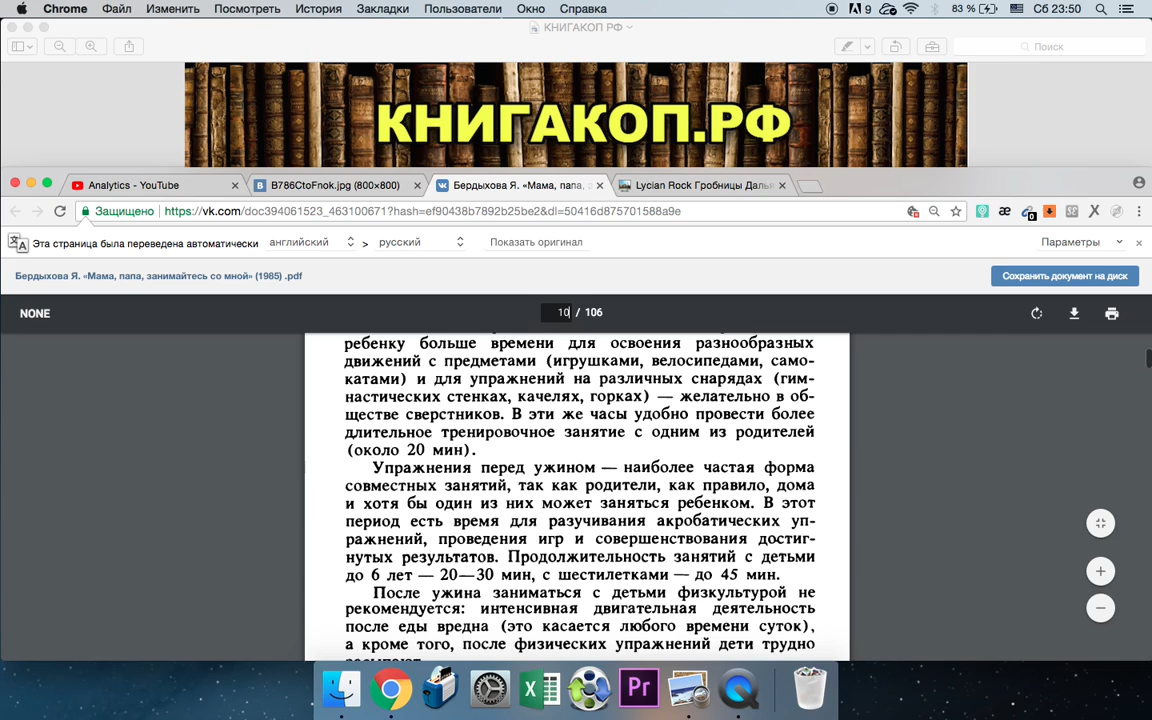 Chrome Файл Изменить Посмотреть История Закладки Пользователи Окно Справка 9 83 % Сб 23:50
КНИГАКОП РФ
Поиск
КНИГАКОП.РФ
Analytics - YouTube B786CtoFnok.jpg (800×800) Бердыхова Я. «Мама, папа, Lycian Rock Гробницы Даль
Защищено https://vk.com/doc394061523_463100671?hash=ef90438b7892b25be2&dl=50416d875701588a9e 0
Эта страница была переведена автоматически английский > русский Показать оригинал Параметры
Бердыхова Я. «Мама, папа, занимайтесь со мной» (1985) .pdf Сохранить документ на диск
NONE 10 / 106
ребенку больше времени для освоения разнообразных
движений с предметами (игрушками, велосипедами, само-
катами) и для упражнений на различных снарядах (гим-
настических стенках, качелях, горках) — желательно в об-
ществе сверстников. В эти же часы удобно провести более
длительное тренировочное занятие с одним из родителей
(около 20 мин).
Упражнения перед ужином — наиболее частая форма
совместных занятий, так как родители, как правило, дома
и хотя бы один из них может заняться ребенком. В этот
период есть время для разучивания акробатических уп-
ражнений, проведения игр и совершенствования достиг-
нутых результатов. Продолжительность занятий с детьми
до 6 лет — 20—30 мин, с шестилетками — до 45 мин.
После ужина заниматься с детьми физкультурой не
рекомендуется: интенсивная двигательная деятельность
после еды вредна (это касается любого времени суток),
а кроме того, после физических упражнений дети трудно
Pr